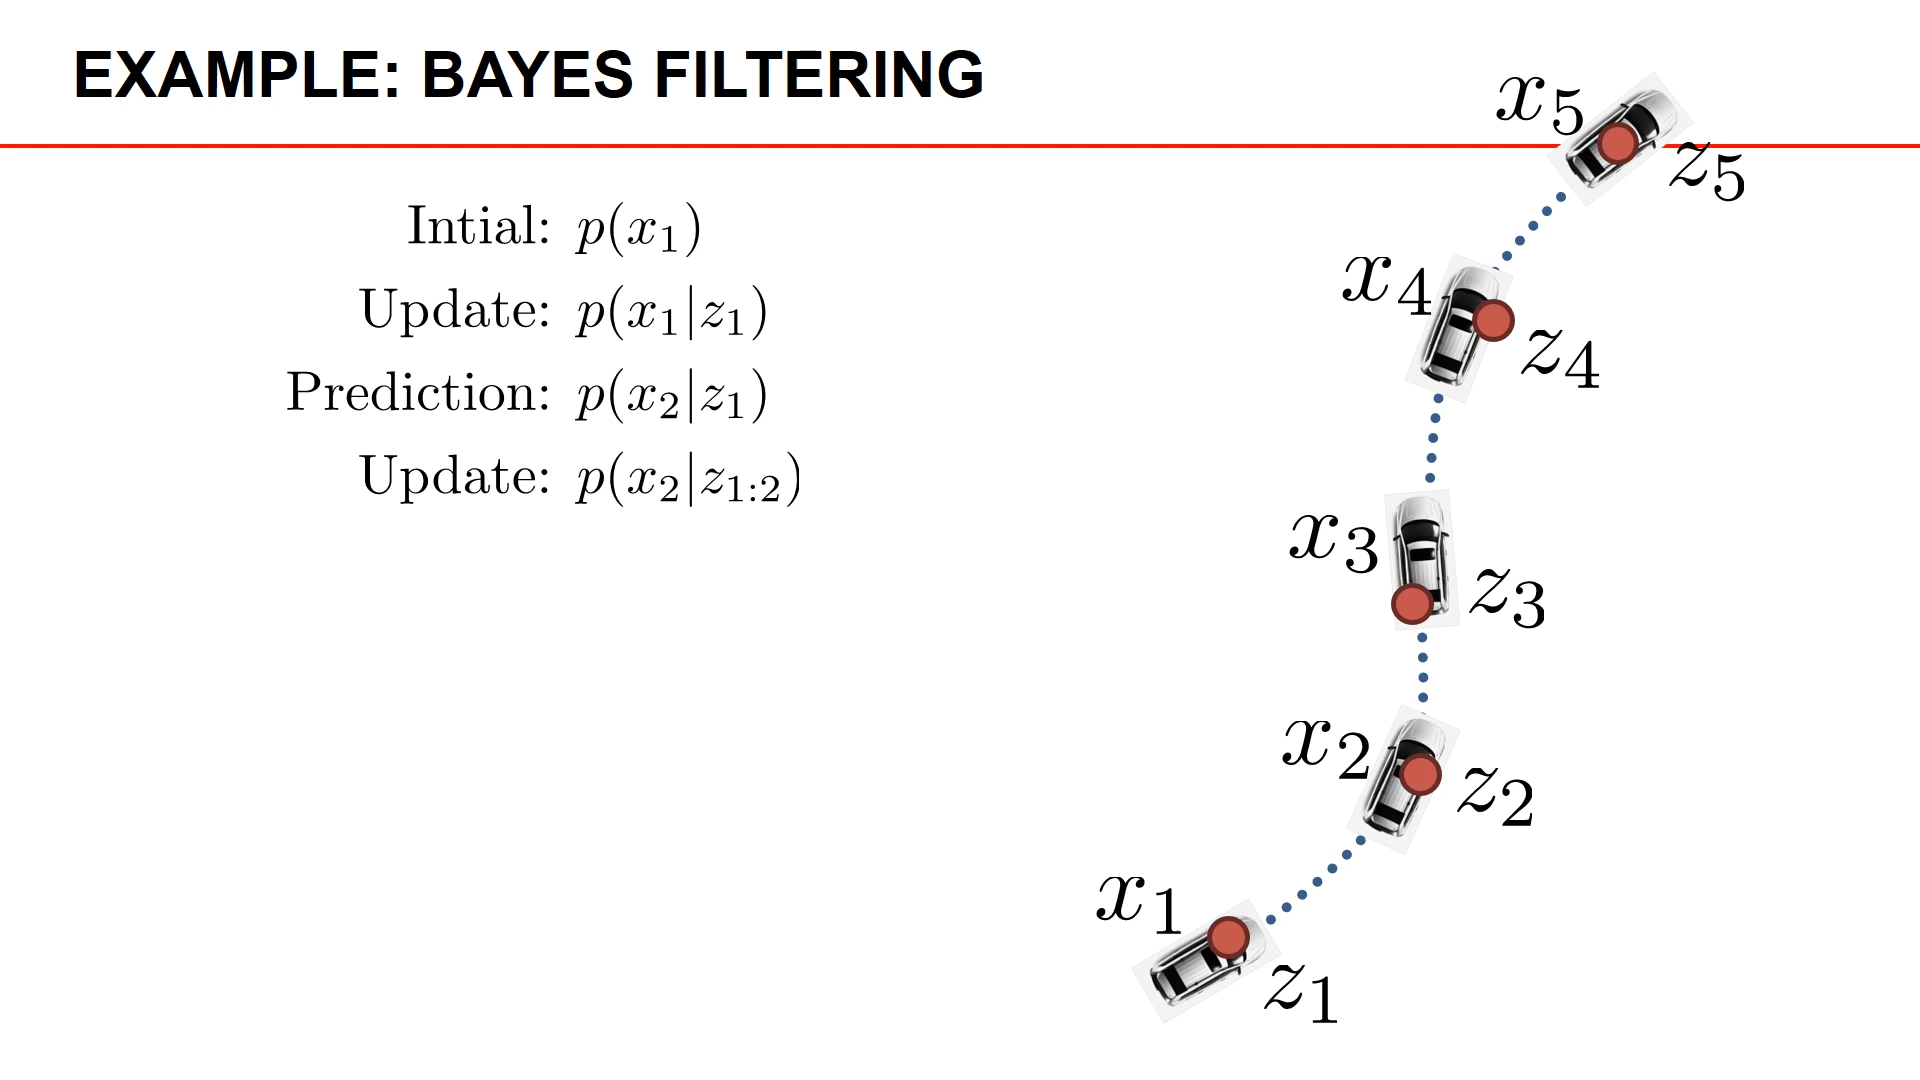 EXAMPLE: BAYES FILTERING
Intial: p(x₁)
Update: p(x₁|z₁)
Prediction: p(x₂|z₁)
Update: p(x₂|z₁:₂)
x₅
z₅
x₄
z₄
x₃
z₃
x₂
z₂
x₁
z₁